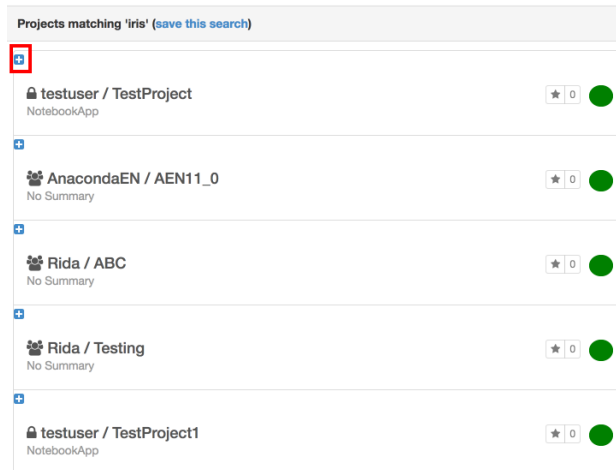 Projects matching 'iris' (save this search)
testuser / TestProject
0
NotebookApp
AnacondaEN / AEN11_0
0
No Summary
Rida / ABC
0
No Summary
Rida / Testing
0
No Summary
testuser / TestProject1
0
NotebookApp